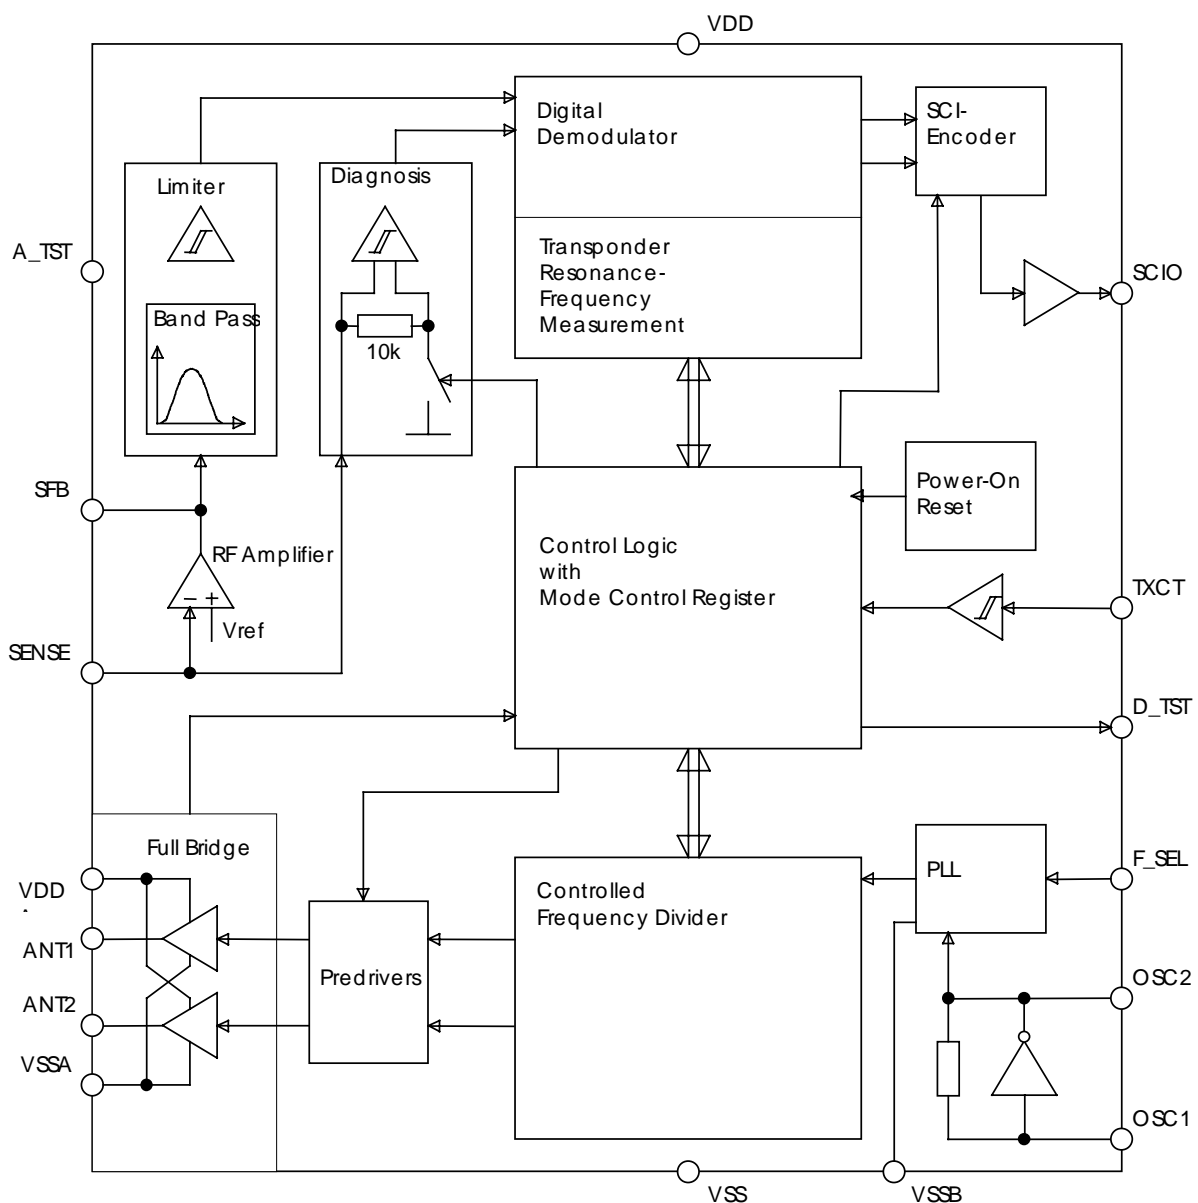 VDD
Digital
Demodulator
SCI-
Encoder
Limiter
Diagnosis
A_TST
Transponder
Resonance-
Frequency
Measurement
SCIO
Band Pass
10k
SFB
Power-On
Reset
RF Amplifier
Control Logic
with
Mode Control Register
TXCT
− +
Vref
SENSE
D_TST
Full Bridge
PLL
F_SEL
VDD
Controlled
Frequency Divider
ANT1
Predrivers
OSC2
ANT2
VSSA
OSC1
VSS
VSSB